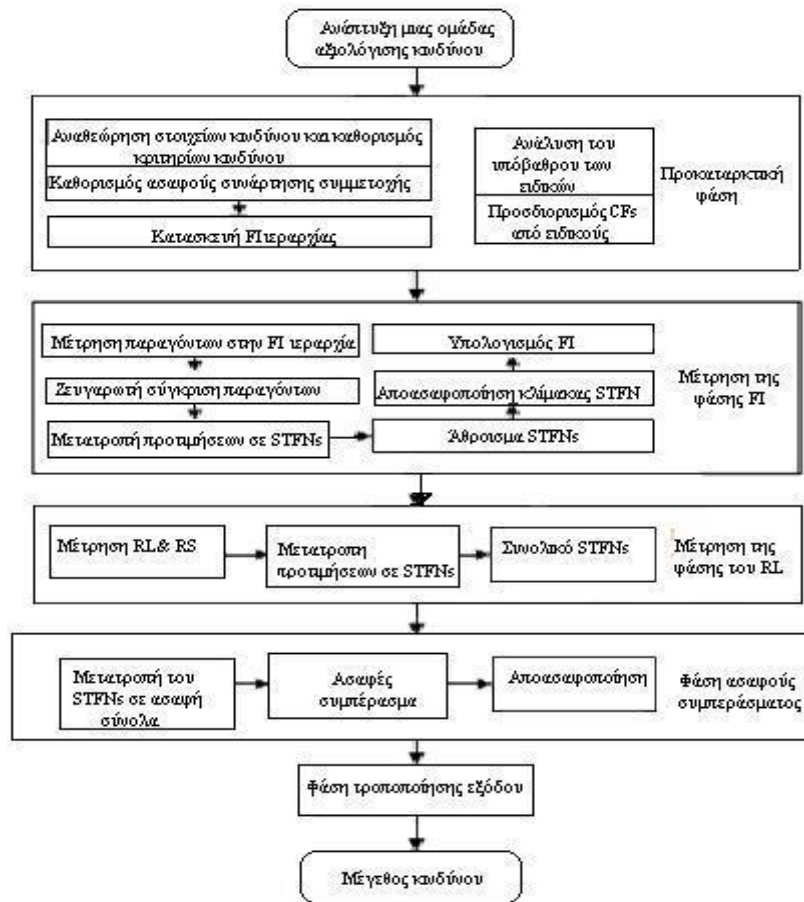 Ανάπτυξη μιας ομάδας
αξιολόγισης κινδύνου
Αναθεώρηση στοιχείων κινδύνου και καθορισμός
κριτηρίων κινδύνου
Καθορισμός ασαφούς συνάρτησης συμμετοχής
Κατασκευή FI ιεραρχίας
Ανάλυση του
υπόβαθρου των
ειδικών
Προσδιορισμός CFs
από ειδικούς
Προκαταρκτική
φάση
Μέτρηση παραγόντων στην FI ιεραρχία
Ζευγαρωτή σύγκριση παραγόντων
Μετατροπή προτιμήσεων σε STFNs
Υπολογισμός FI
Αποασαφοποίηση κλίμακας STFN
Άθροισμα STFNs
Μέτρηση της
φάσης FI
Μέτρηση RL& RS
Μετατροπη
προτιμήσεων σε STFNs
Συνολικό STFNs
Μέτρηση της
φάσης του RL
Μετατροπή του
STFNs σε ασαφή
σύνολα
Ασαφές
συμπέρασμα
Αποασαφοποίηση
Φάση ασαφούς
συμπεράσματος
Φάση τροποποίησης εξόδου
Μέγεθος κινδύνου